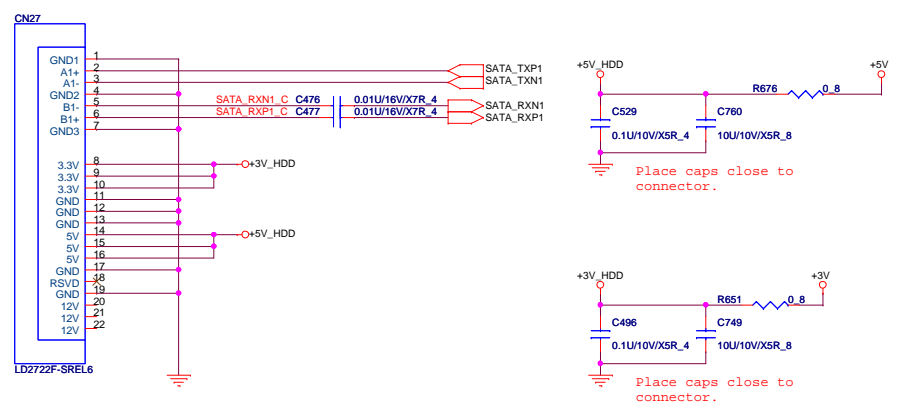 CN27
GND1 1
A1+ 2 SATA_TXP1
A1- 3 SATA_TXN1
GND2 4
B1- 5 SATA_RXN1_C C476 0.01U/16V/X7R_4 SATA_RXN1
B1+ 6 SATA_RXP1_C C477 0.01U/16V/X7R_4 SATA_RXP1
GND3 7
3.3V 8 +3V_HDD
3.3V 9
3.3V 10
GND 11
GND 12
GND 13
5V 14 +5V_HDD
5V 15
5V 16
GND 17
RSVD 18
GND 19
12V 20
12V 21
12V 22
LD2722F-SREL6
+5V_HDD +5V
R676 0_8
C529 C760
0.1U/10V/X5R_4 10U/10V/X5R_8
Place caps close to
connector.
+3V_HDD +3V
R651 0_8
C496 C749
0.1U/10V/X5R_4 10U/10V/X5R_8
Place caps close to
connector.